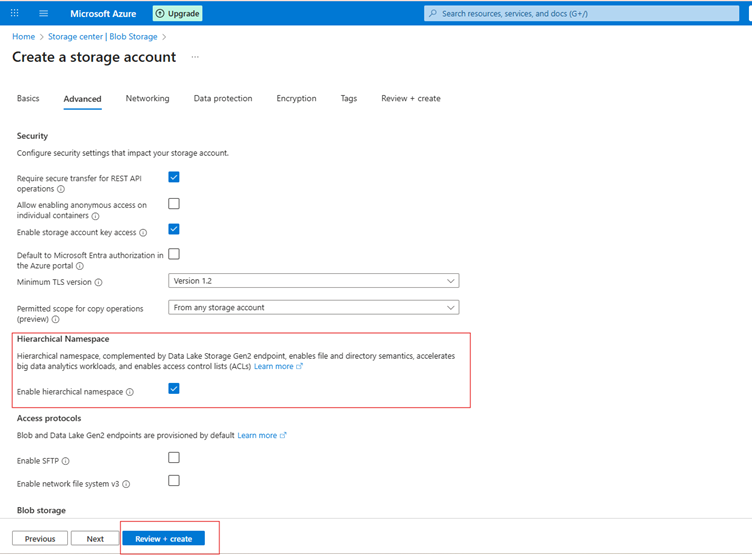 Microsoft Azure
Upgrade
Search resources, services, and docs (G+/)
Home > Storage center | Blob Storage >
Create a storage account ...
Basics Advanced Networking Data protection Encryption Tags Review + create
Security
Configure security settings that impact your storage account.
Require secure transfer for REST API
operations
Allow enabling anonymous access on
individual containers
Enable storage account key access
Default to Microsoft Entra authorization in
the Azure portal
Minimum TLS version
Version 1.2
Permitted scope for copy operations
(preview)
From any storage account
Hierarchical Namespace
Hierarchical namespace, complemented by Data Lake Storage Gen2 endpoint, enables file and directory semantics, accelerates
big data analytics workloads, and enables access control lists (ACLs) Learn more
Enable hierarchical namespace
Access protocols
Blob and Data Lake Gen2 endpoints are provisioned by default Learn more
Enable SFTP
Enable network file system v3
Blob storage
Previous Next Review + create